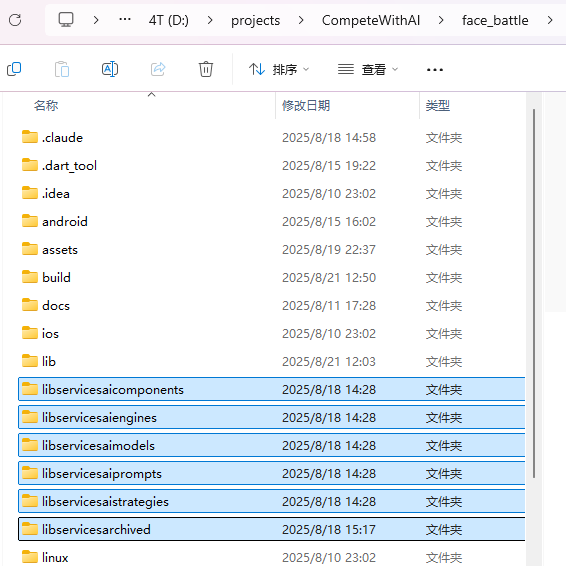 4T (D:) projects CompeteWithAI face_battle
排序 查看
名称 修改日期 类型
.claude 2025/8/18 14:58 文件夹
.dart_tool 2025/8/15 19:22 文件夹
.idea 2025/8/10 23:02 文件夹
android 2025/8/15 16:02 文件夹
assets 2025/8/19 22:37 文件夹
build 2025/8/21 12:50 文件夹
docs 2025/8/11 17:28 文件夹
ios 2025/8/10 23:02 文件夹
lib 2025/8/21 12:03 文件夹
libservicesaicomponents 2025/8/18 14:28 文件夹
libservicesaiengines 2025/8/18 14:28 文件夹
libservicesaimodels 2025/8/18 14:28 文件夹
libservicesaiprompts 2025/8/18 14:28 文件夹
libservicesaistrategies 2025/8/18 14:28 文件夹
libservicesarchived 2025/8/18 15:17 文件夹
linux 2025/8/10 23:02 文件夹